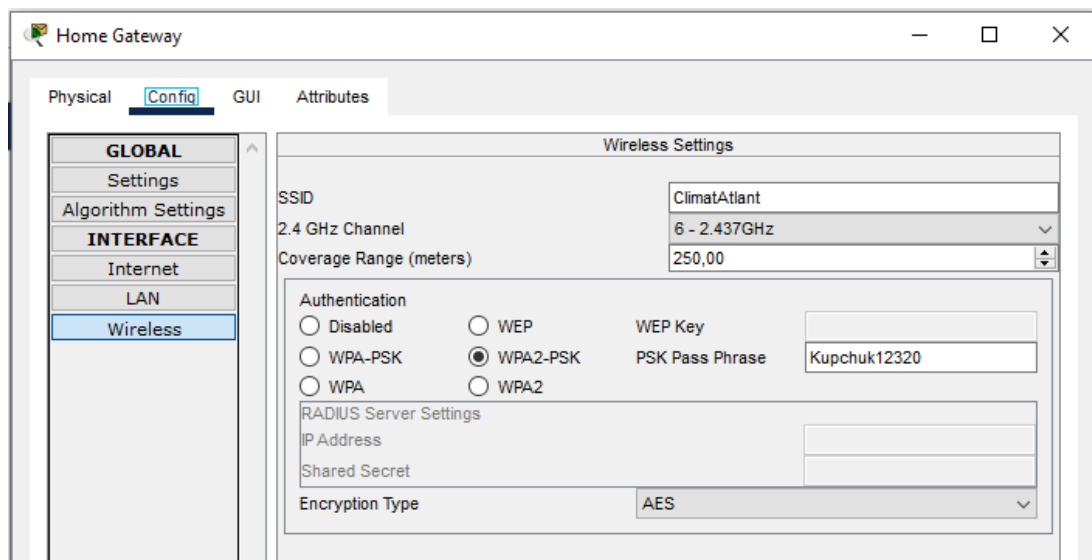 Home Gateway
Physical Config GUI Attributes
GLOBAL
Settings
Algorithm Settings
INTERFACE
Internet
LAN
Wireless
Wireless Settings
SSID ClimatAtlant
2.4 GHz Channel 6 - 2.437GHz
Coverage Range (meters) 250,00
Authentication
Disabled WEP WEP Key
WPA-PSK WPA2-PSK PSK Pass Phrase Kupchuk12320
WPA WPA2
RADIUS Server Settings
IP Address
Shared Secret
Encryption Type AES